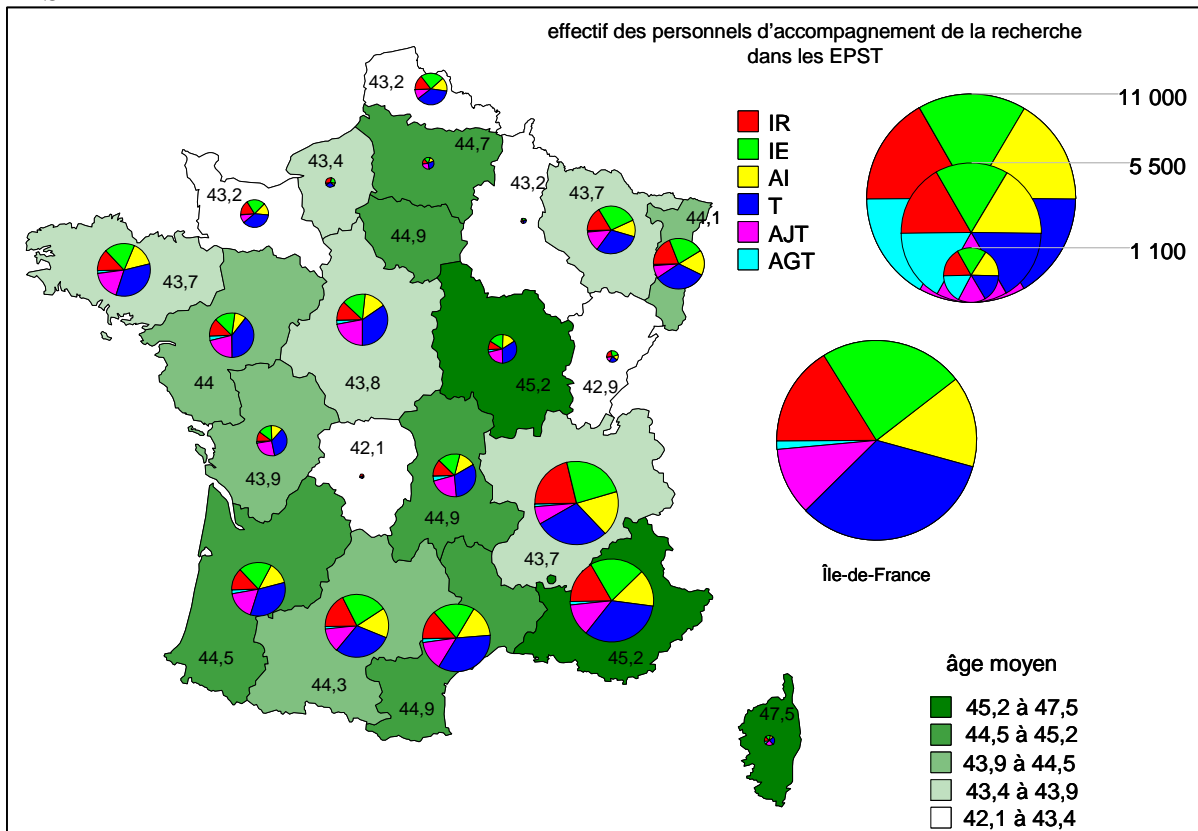 effectif des personnels d'accompagnement de la recherche
dans les EPST
11 000
5 500
1 100
IR
IE
AI
T
AJT
AGT
43,2
44,7
43,4
43,2
43,2
43,7
44,1
44,9
43,7
44
43,8
45,2
42,9
43,9
42,1
44,9
43,7
44,5
44,3
44,9
45,2
47,5
Île-de-France
âge moyen
45,2 à 47,5
44,5 à 45,2
43,9 à 44,5
43,4 à 43,9
42,1 à 43,4